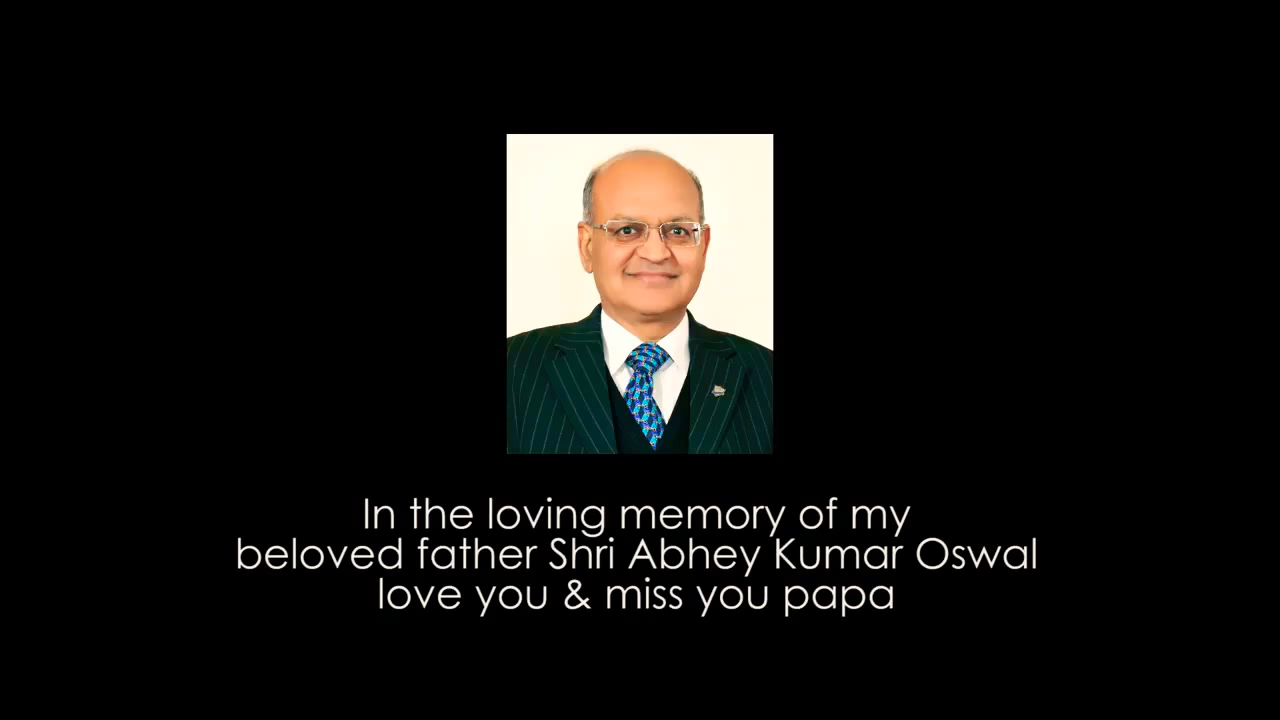 In the loving memory of my
beloved father Shri Abhey Kumar Oswal
love you & miss you papa